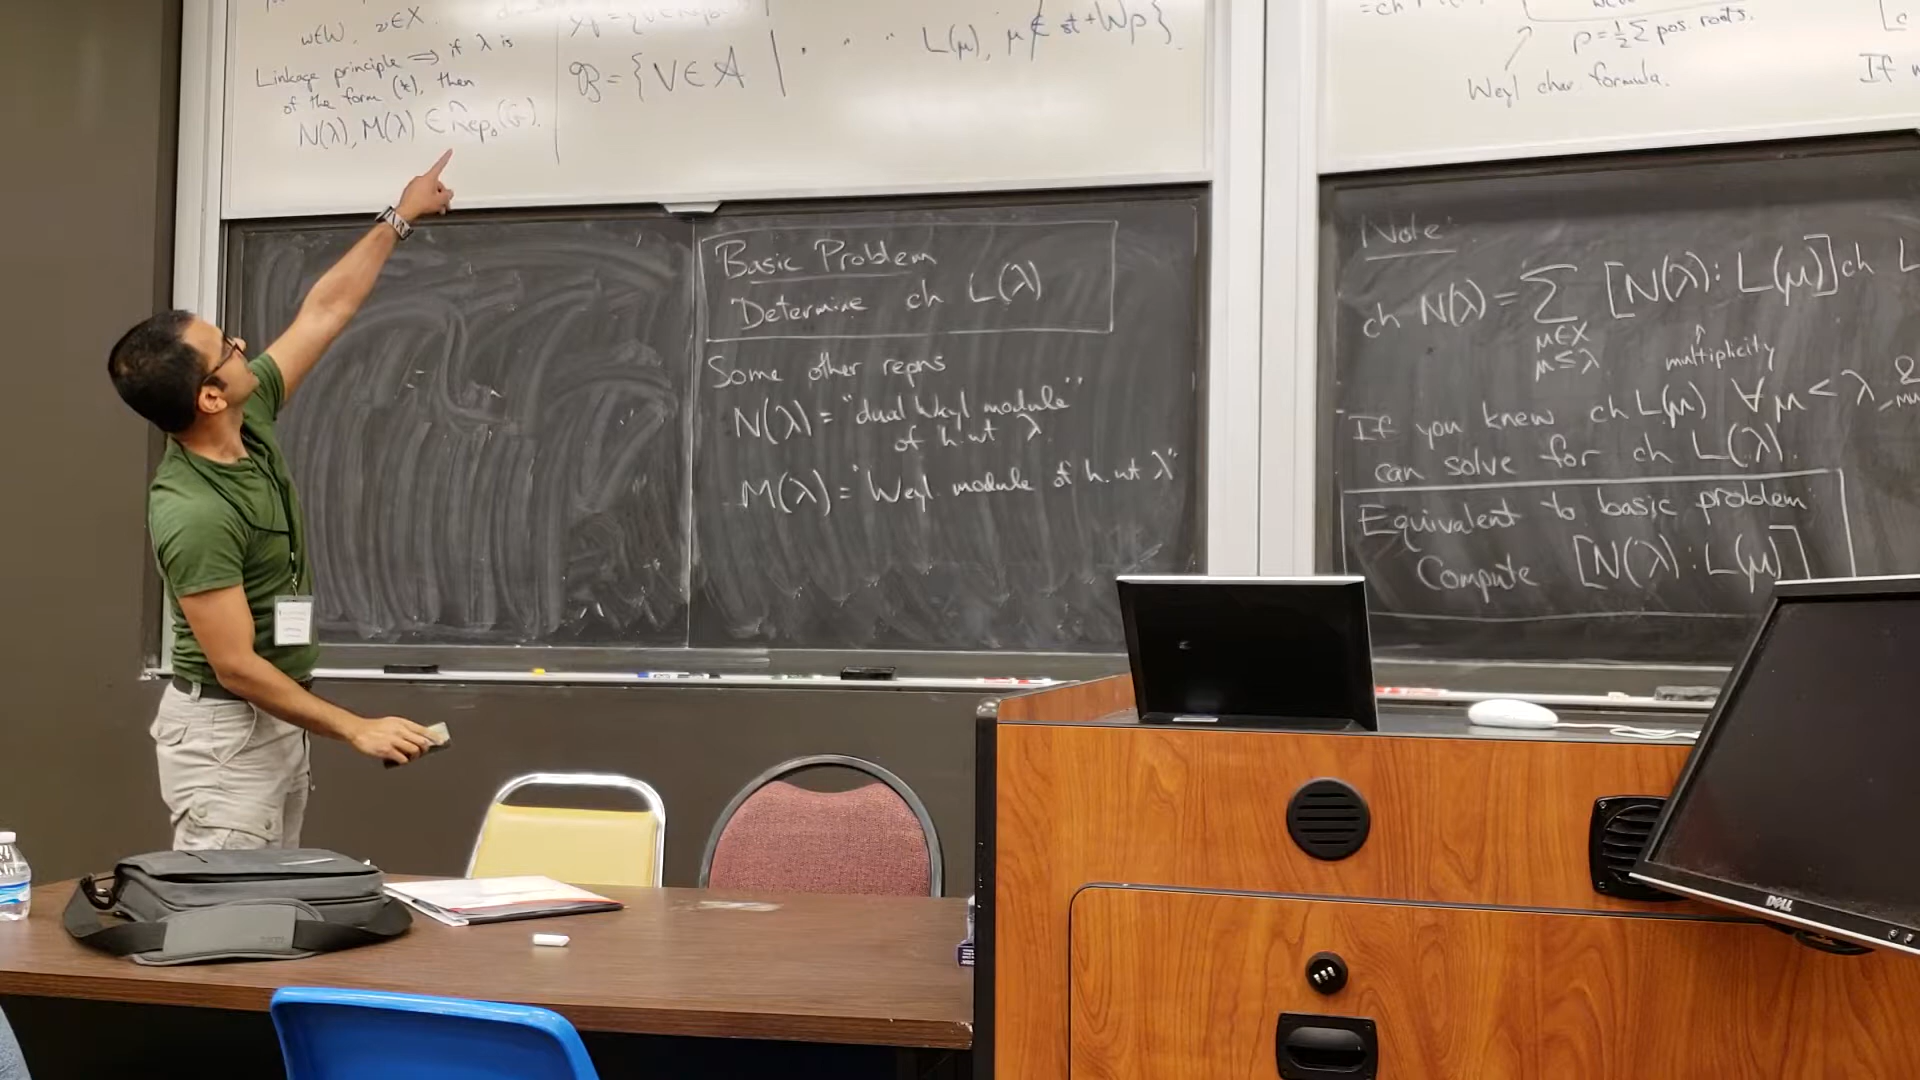 w∈W, ν∈X.
Linkage principle ⟹ if λ is
of the form (*), then
N(λ), M(λ) ∈ Rep₀(G).
B = {V∈A | " " " L(μ), μ∉ st+Wρ}.
ρ=½∑ pos. roots.
Weyl char. formula.
If
Basic Problem
Determine ch L(λ)
Some other repns
N(λ) = "dual Weyl module"
of h.wt λ
M(λ) = "Weyl module of h.wt λ"
Note:
ch N(λ) = ∑ [N(λ): L(μ)] ch L
μ∈X
μ≤λ
multiplicity
If you knew ch L(μ) ∀μ<λ &
can solve for ch L(λ).
Equivalent to basic problem:
Compute [N(λ): L(μ)]
DELL